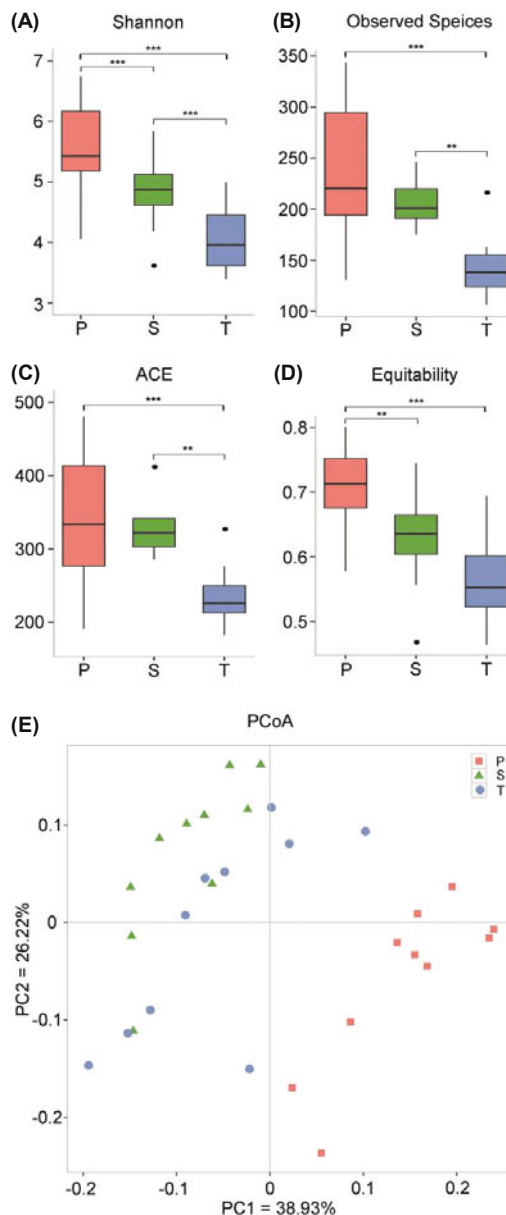 (A)
Shannon
***
***
***
7
6
5
4
3
P S T
(B)
Observed Speices
***
**
350
300
250
200
150
100
P S T
(C)
ACE
***
**
500
400
300
200
P S T
(D)
Equitability
***
**
0.8
0.7
0.6
0.5
P S T
(E)
PCoA
P
S
T
0.1
0
-0.1
-0.2
PC2 = 26.22%
-0.2 -0.1 0 0.1 0.2
PC1 = 38.93%